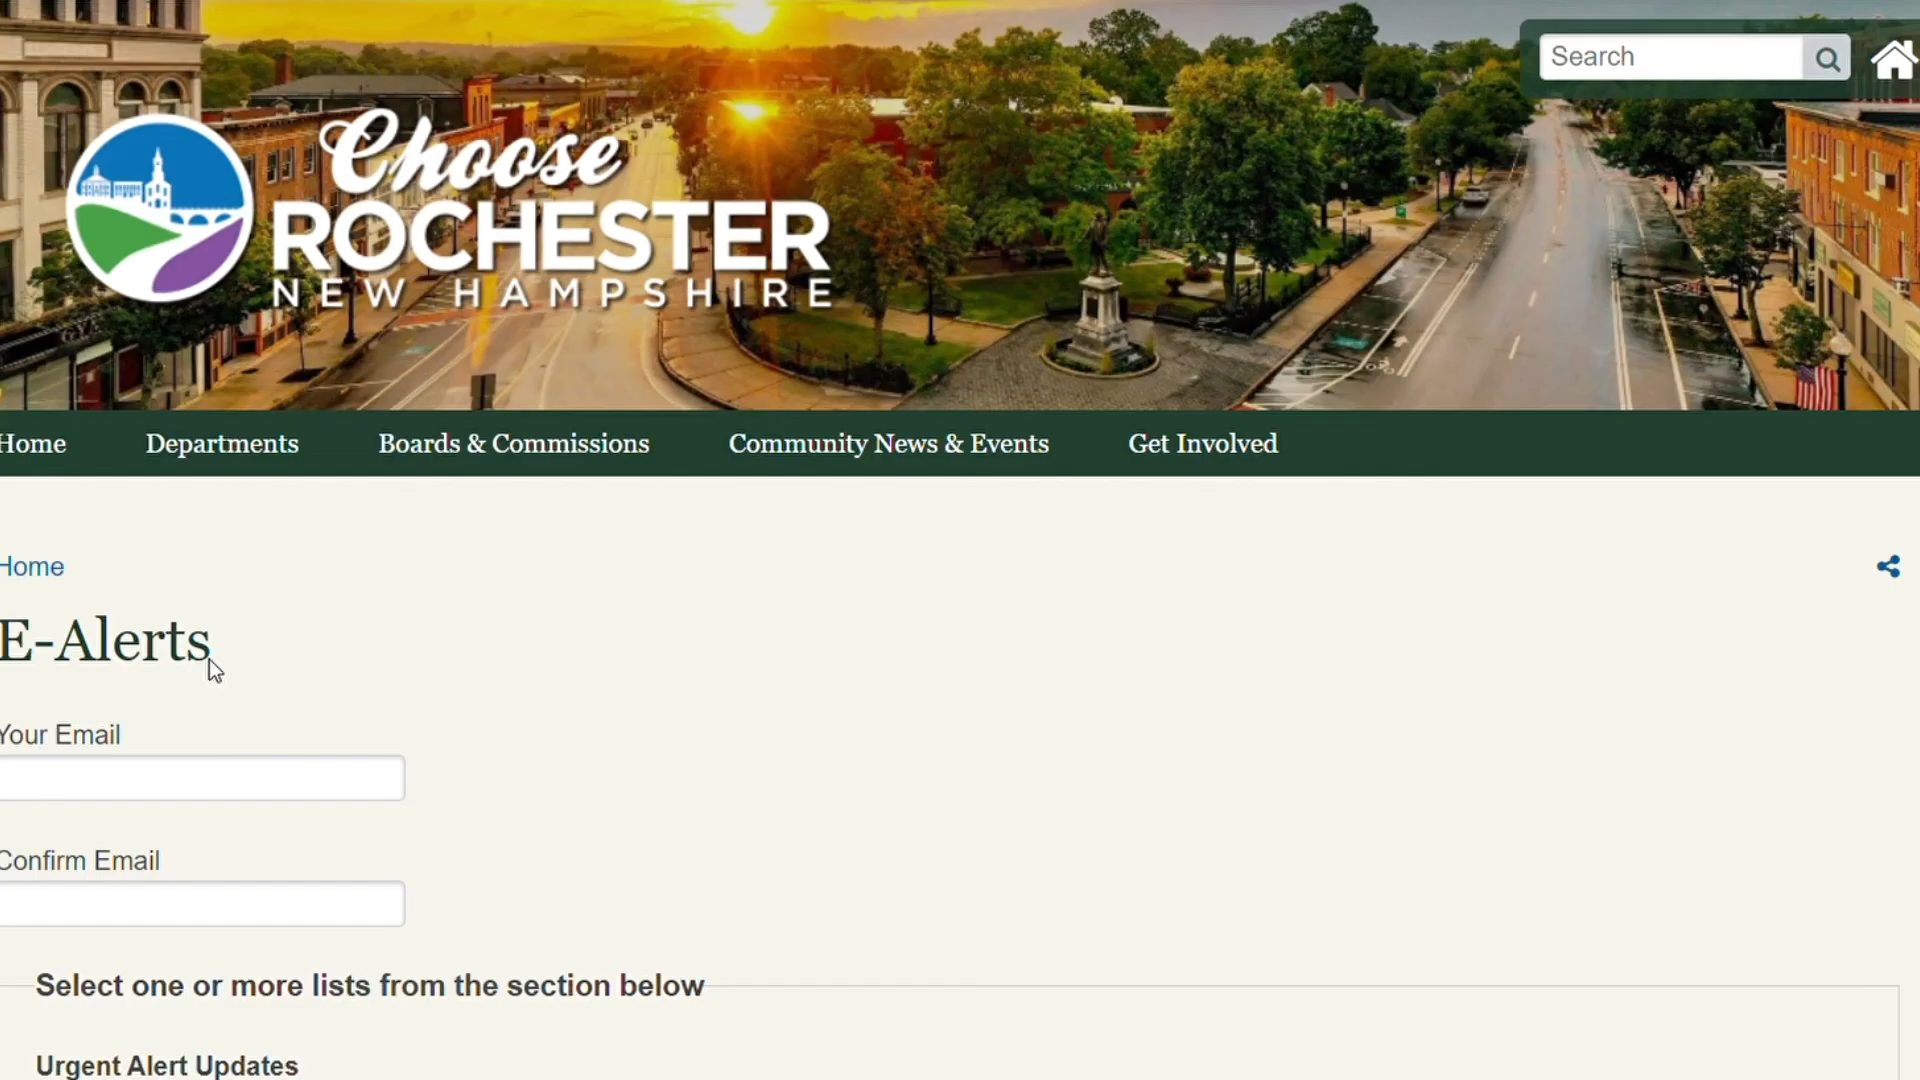 Search
Choose
ROCHESTER
NEW HAMPSHIRE
Home Departments Boards & Commissions Community News & Events Get Involved
Home
E-Alerts
Your Email
Confirm Email
Select one or more lists from the section below
Urgent Alert Updates